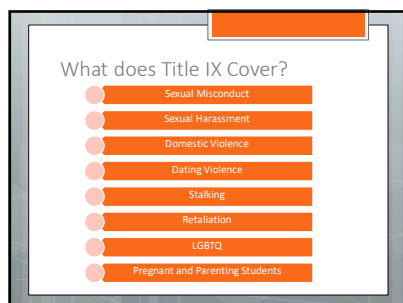 What does Title IX Cover?
Sexual Misconduct
Sexual Harassment
Domestic Violence
Dating Violence
Stalking
Retaliation
LGBTQ
Pregnant and Parenting Students